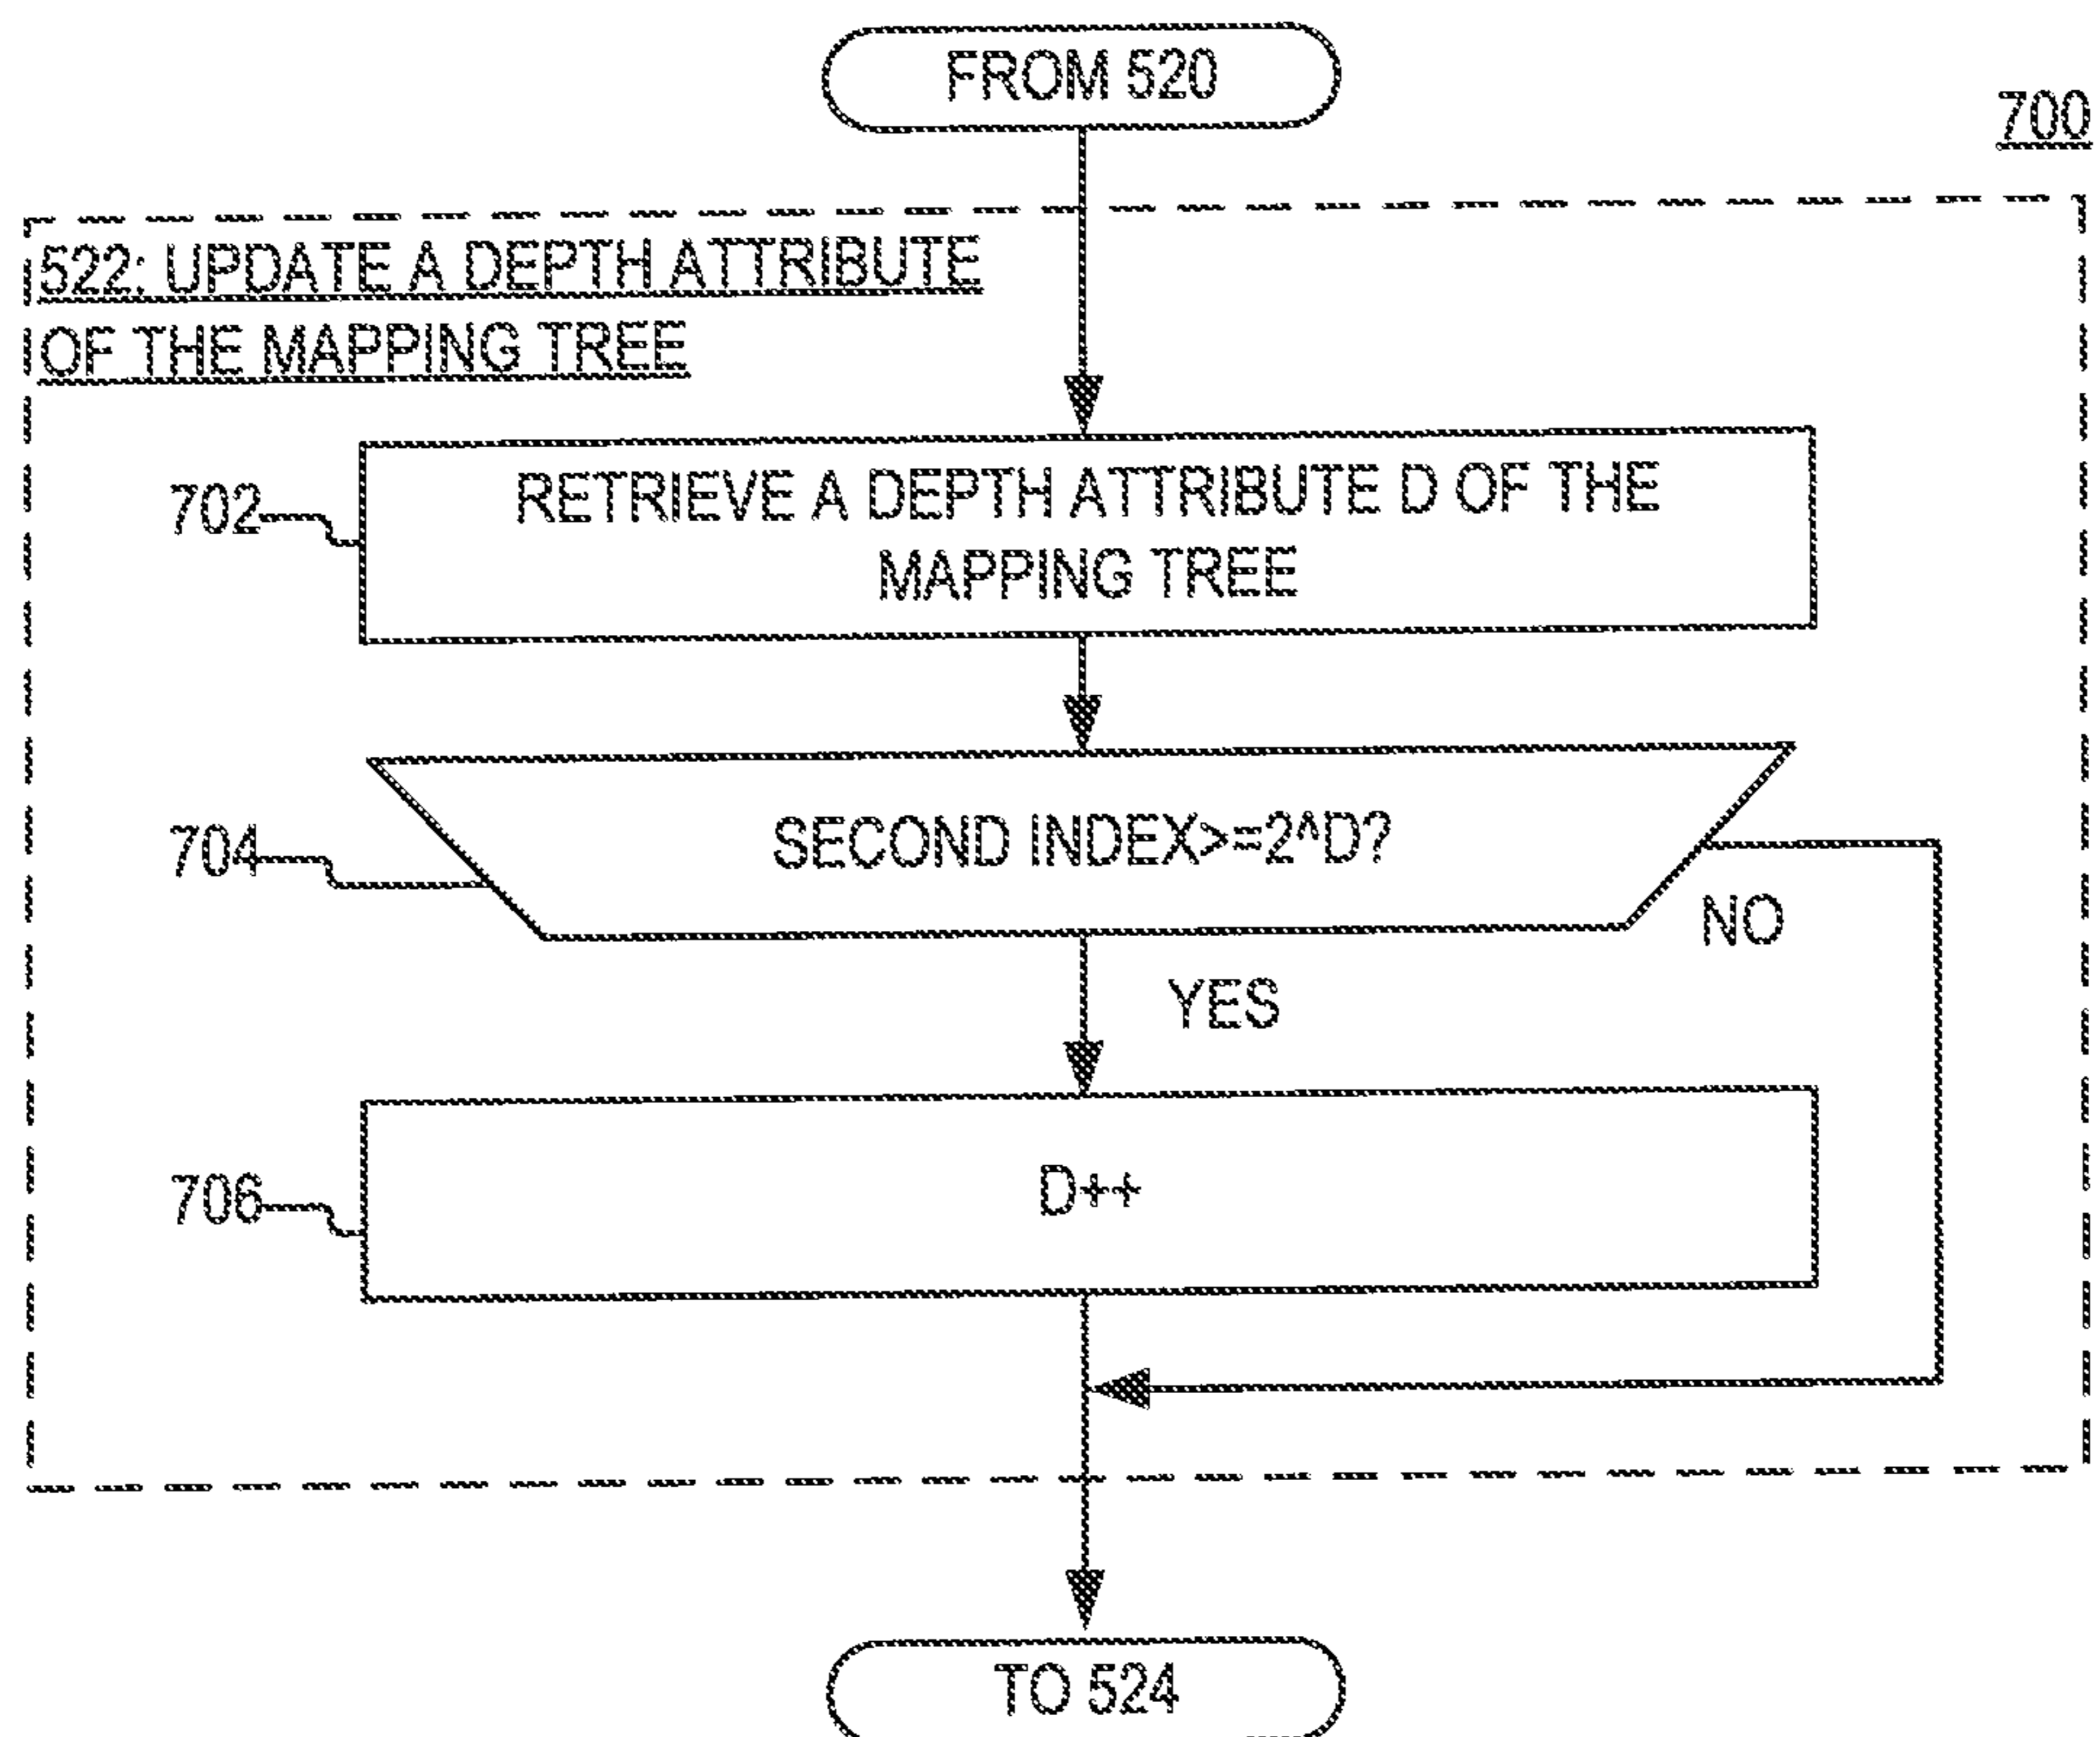 FROM 520
700
522: UPDATE A DEPTH ATTRIBUTE
OF THE MAPPING TREE
702
RETRIEVE A DEPTH ATTRIBUTE D OF THE
MAPPING TREE
704
SECOND INDEX>=2^D?
NO
YES
706
D++
TO 524